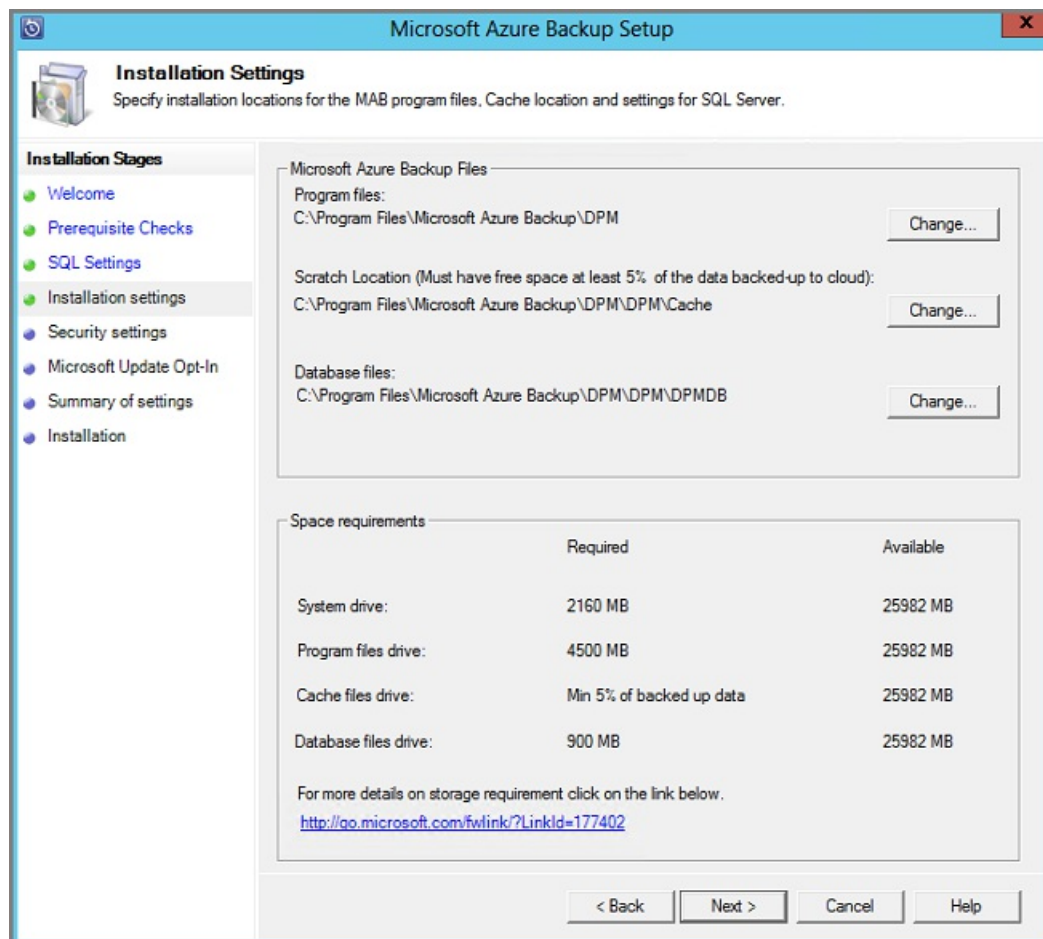 Microsoft Azure Backup Setup
X
Installation Settings
Specify installation locations for the MAB program files, Cache location and settings for SQL Server.
Installation Stages
Welcome
Prerequisite Checks
SQL Settings
Installation settings
Security settings
Microsoft Update Opt-In
Summary of settings
Installation
Microsoft Azure Backup Files
Program files:
C:\Program Files\Microsoft Azure Backup\DPM
Change...
Scratch Location (Must have free space at least 5% of the data backed-up to cloud):
C:\Program Files\Microsoft Azure Backup\DPM\DPM\Cache
Change...
Database files:
C:\Program Files\Microsoft Azure Backup\DPM\DPM\DPMDB
Change...
Space requirements
Required Available
System drive: 2160 MB 25982 MB
Program files drive: 4500 MB 25982 MB
Cache files drive: Min 5% of backed up data 25982 MB
Database files drive: 900 MB 25982 MB
For more details on storage requirement click on the link below.
http://go.microsoft.com/fwlink/?LinkId=177402
< Back Next > Cancel Help